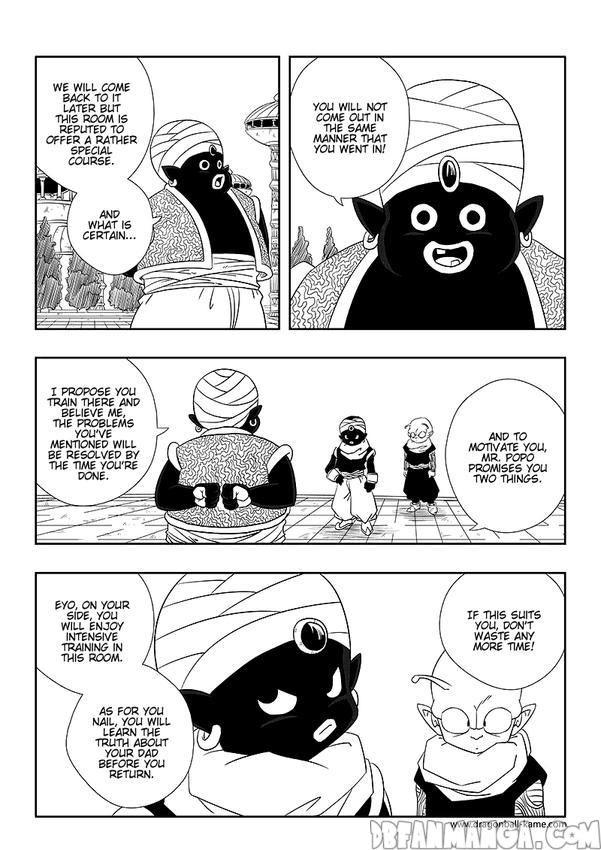 WE WILL COME
BACK TO IT
LATER BUT
THIS ROOM IS
REPUTED TO
OFFER A RATHER
SPECIAL
COURSE.
AND
WHAT IS
CERTAIN...
YOU WILL NOT
COME OUT IN
THE SAME
MANNER THAT
YOU WENT IN!
I PROPOSE YOU
TRAIN THERE AND
BELIEVE ME,
THE PROBLEMS
YOU'VE
MENTIONED WILL
BE RESOLVED BY
THE TIME YOU'RE
DONE.
AND TO
MOTIVATE YOU,
MR. POPO
PROMISES YOU
TWO THINGS.
EYO, ON YOUR
SIDE, YOU
WILL ENJOY
INTENSIVE
TRAINING
IN THIS ROOM.
AS FOR YOU
NAIL, YOU WILL
LEARN THE
TRUTH ABOUT
YOUR DAD
BEFORE YOU
RETURN.
IF THIS SUITS
YOU, DON'T
WASTE ANY
MORE TIME!
www.dragonball-kame.com
DBFANMANGA.COM